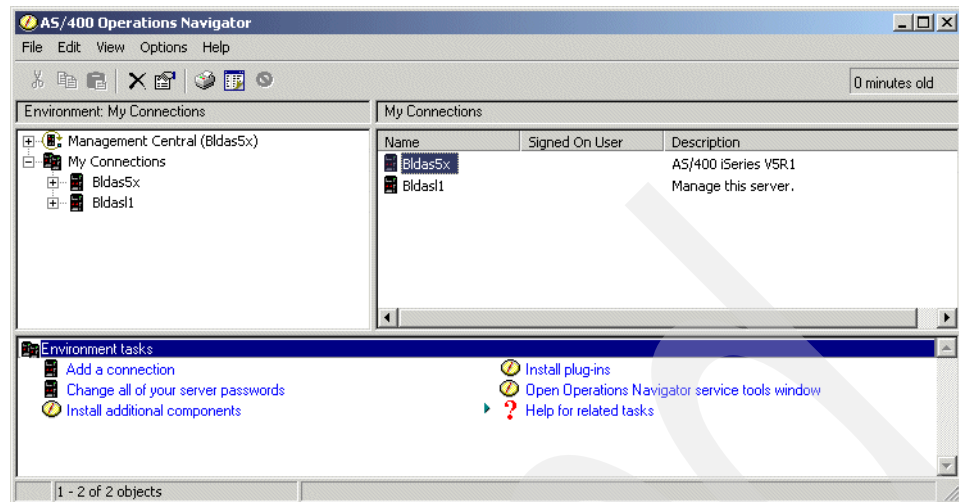 AS/400 Operations Navigator
File Edit View Options Help
0 minutes old
Environment: My Connections
My Connections
Management Central (Bldas5x)
My Connections
Bldas5x
Bldasl1
Name Signed On User Description
Bldas5x AS/400 iSeries V5R1
Bldasl1 Manage this server.
Environment tasks
Add a connection
Change all of your server passwords
Install additional components
Install plug-ins
Open Operations Navigator service tools window
Help for related tasks
1 - 2 of 2 objects